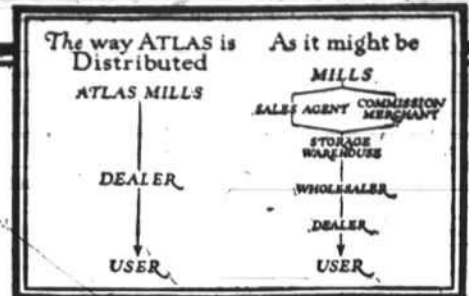 The way ATLAS is
Distributed
ATLAS MILLS
DEALER
USER
As it might be
MILLS
SALES AGENT COMMISSION
MERCHANT
STORAGE
WAREHOUSE
WHOLESALER
DEALER
USER